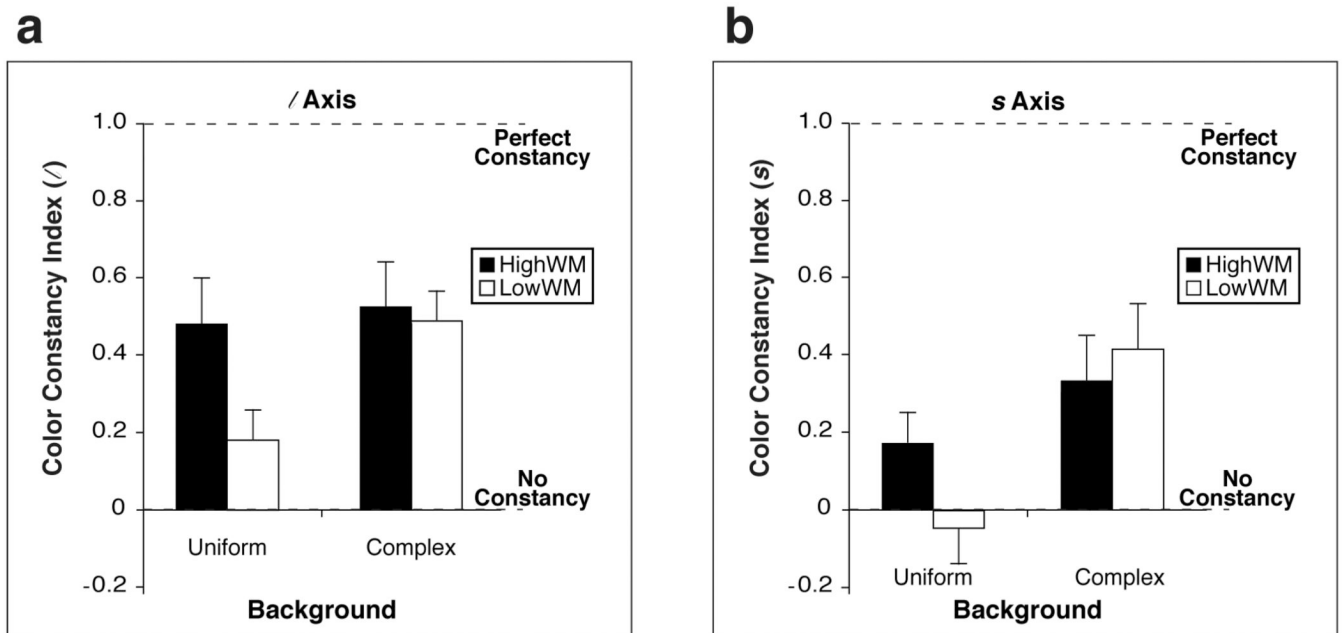 a
ℓ Axis
1.0
Perfect
Constancy
0.8
0.6
HighWM
LowWM
0.4
0.2
No
Constancy
0
-0.2
Uniform
Complex
Background
Color Constancy Index (ℓ)
b
s Axis
1.0
Perfect
Constancy
0.8
0.6
HighWM
LowWM
0.4
0.2
No
Constancy
0
-0.2
Uniform
Complex
Background
Color Constancy Index (s)